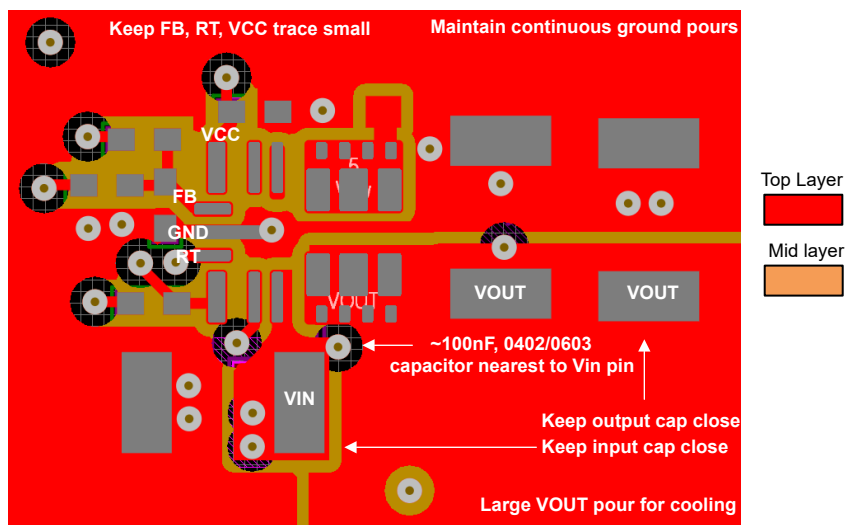 Keep FB, RT, VCC trace small
Maintain continuous ground pours
VCC
5
FB
GND
RT
VOUT
VOUT
VOUT
VIN
~100nF, 0402/0603
capacitor nearest to Vin pin
Keep output cap close
Keep input cap close
Large VOUT pour for cooling
Top Layer
Mid layer